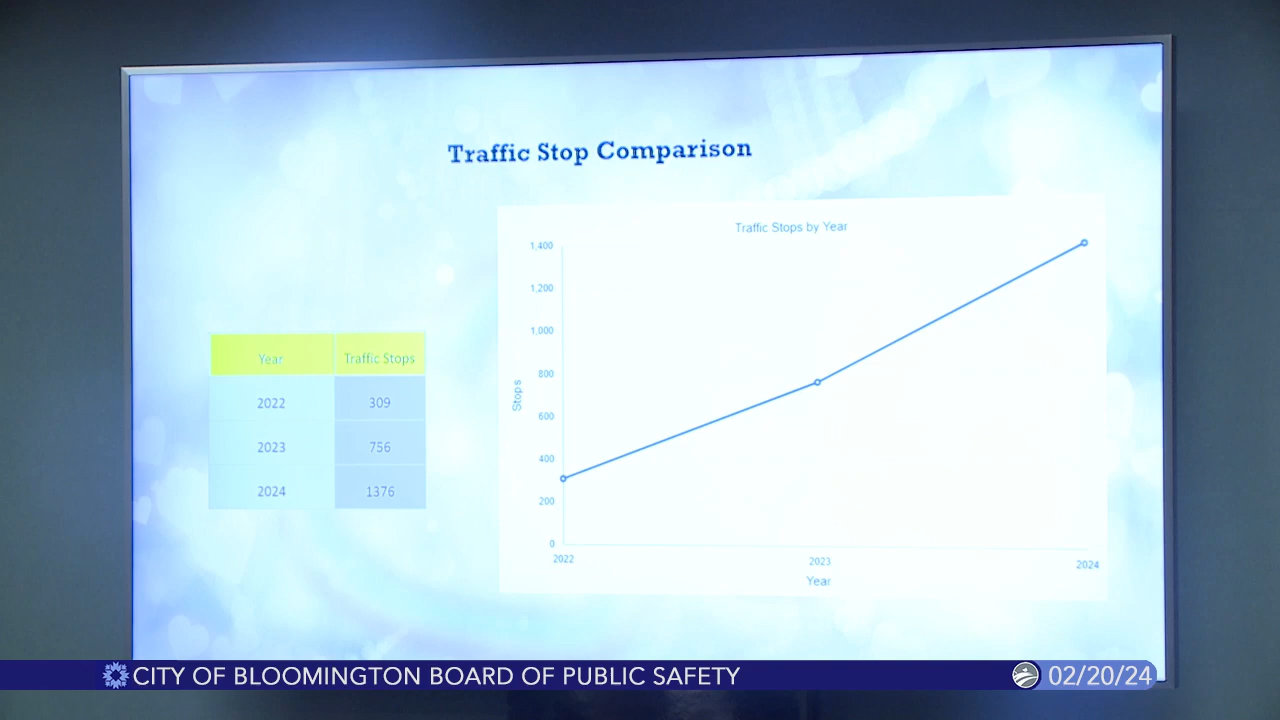 Traffic Stop Comparison
Year Traffic Stops
2022 309
2023 756
2024 1376
Traffic Stops by Year
1,400
1,200
1,000
800
600
400
200
0
Stops
2022 2023 2024
Year
CITY OF BLOOMINGTON BOARD OF PUBLIC SAFETY 02/20/24